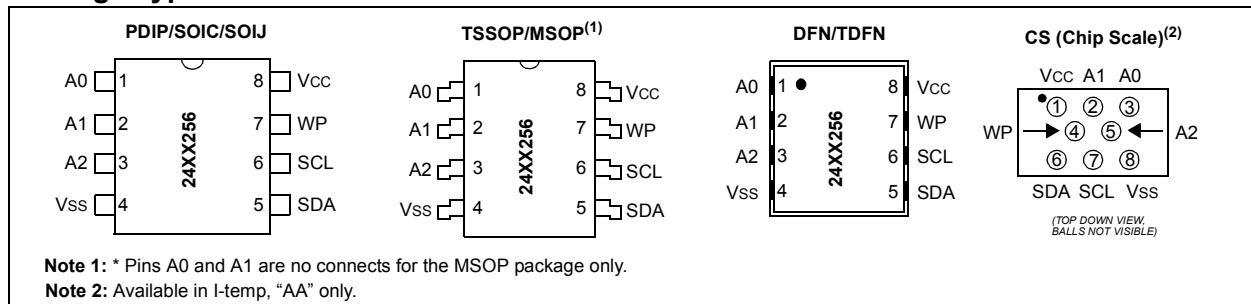 PDIP/SOIC/SOIJ
A0 1 8 VCC
A1 2 7 WP
A2 3 6 SCL
VSS 4 5 SDA
24XX256
TSSOP/MSOP(1)
A0 1 8 VCC
A1 2 7 WP
A2 3 6 SCL
VSS 4 5 SDA
24XX256
DFN/TDFN
A0 1 8 VCC
A1 2 7 WP
A2 3 6 SCL
VSS 4 5 SDA
24XX256
CS (Chip Scale)(2)
VCC A1 A0
1 2 3
WP 4 5 A2
6 7 8
SDA SCL VSS
(TOP DOWN VIEW,
BALLS NOT VISIBLE)
Note 1: * Pins A0 and A1 are no connects for the MSOP package only.
Note 2: Available in I-temp, “AA” only.